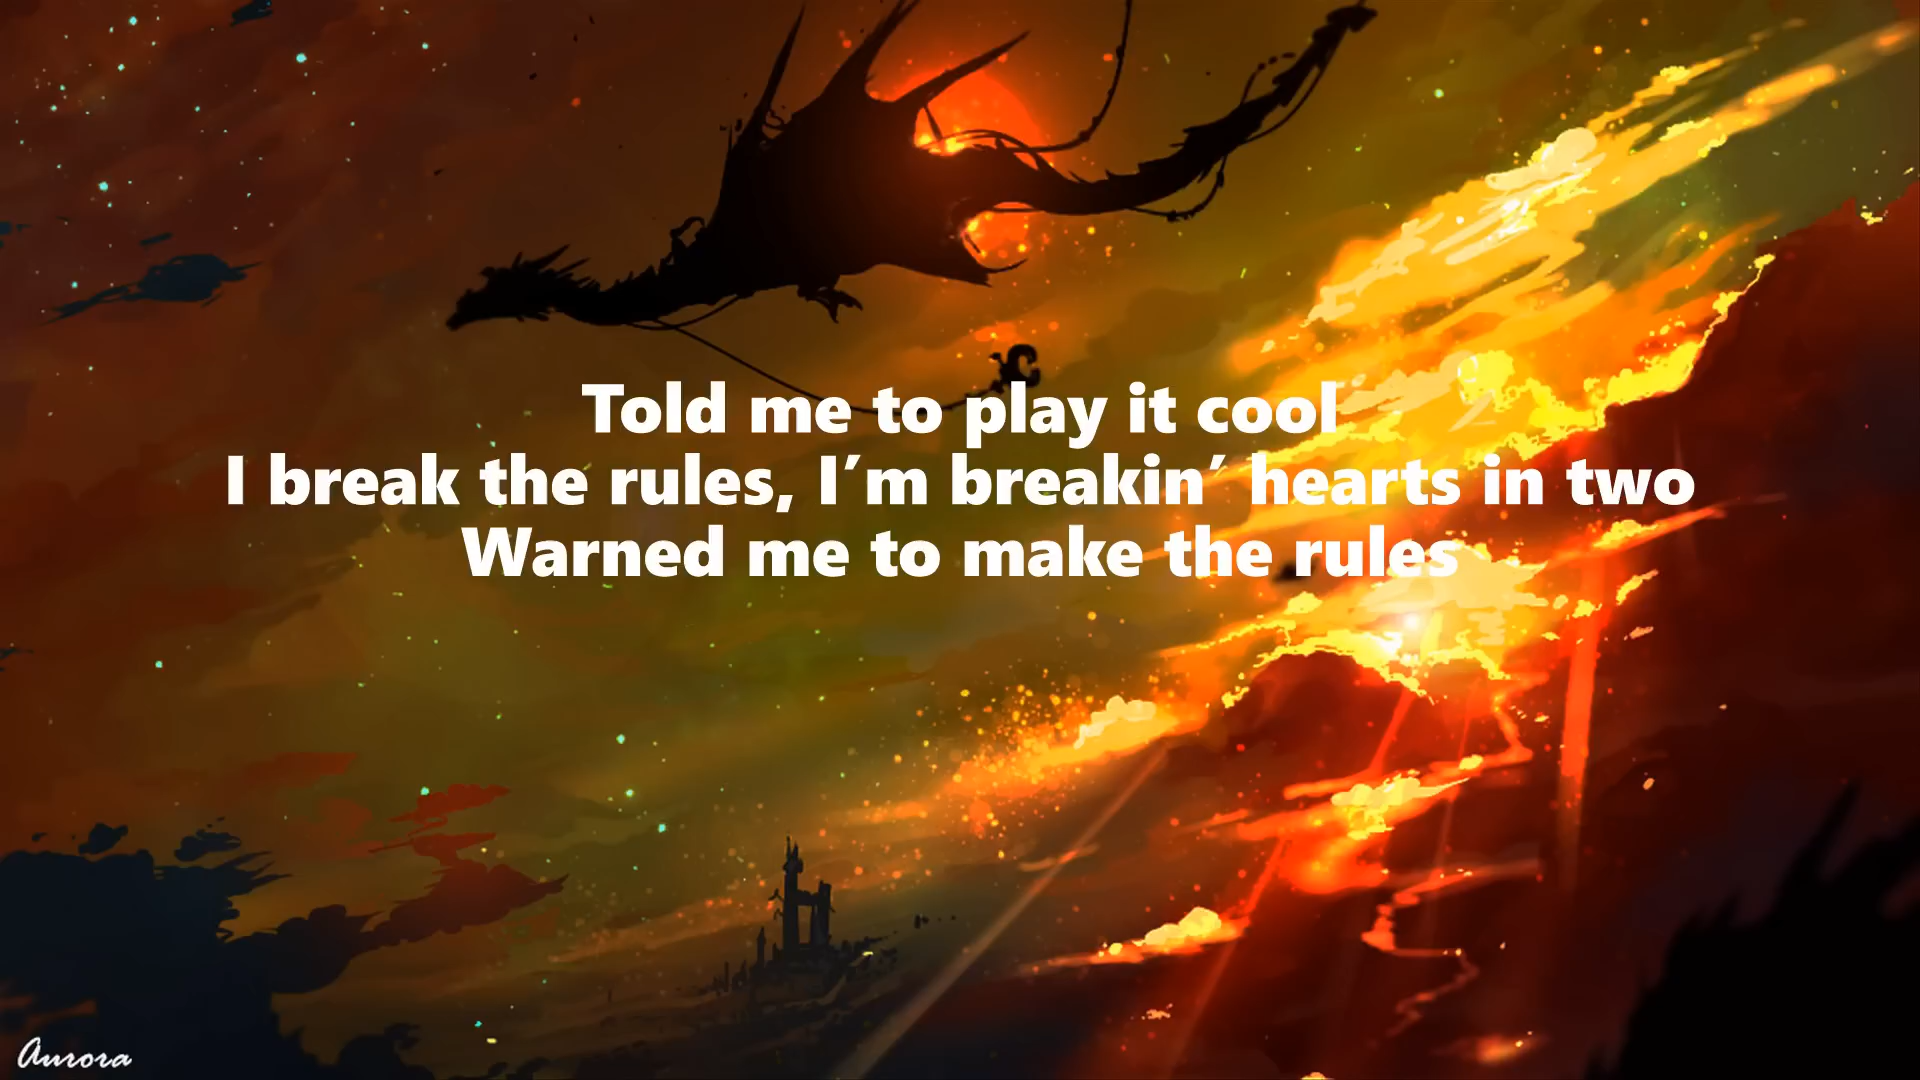 Told me to play it cool
I break the rules, I′m breakin′ hearts in two
Warned me to make the rules
Aurora